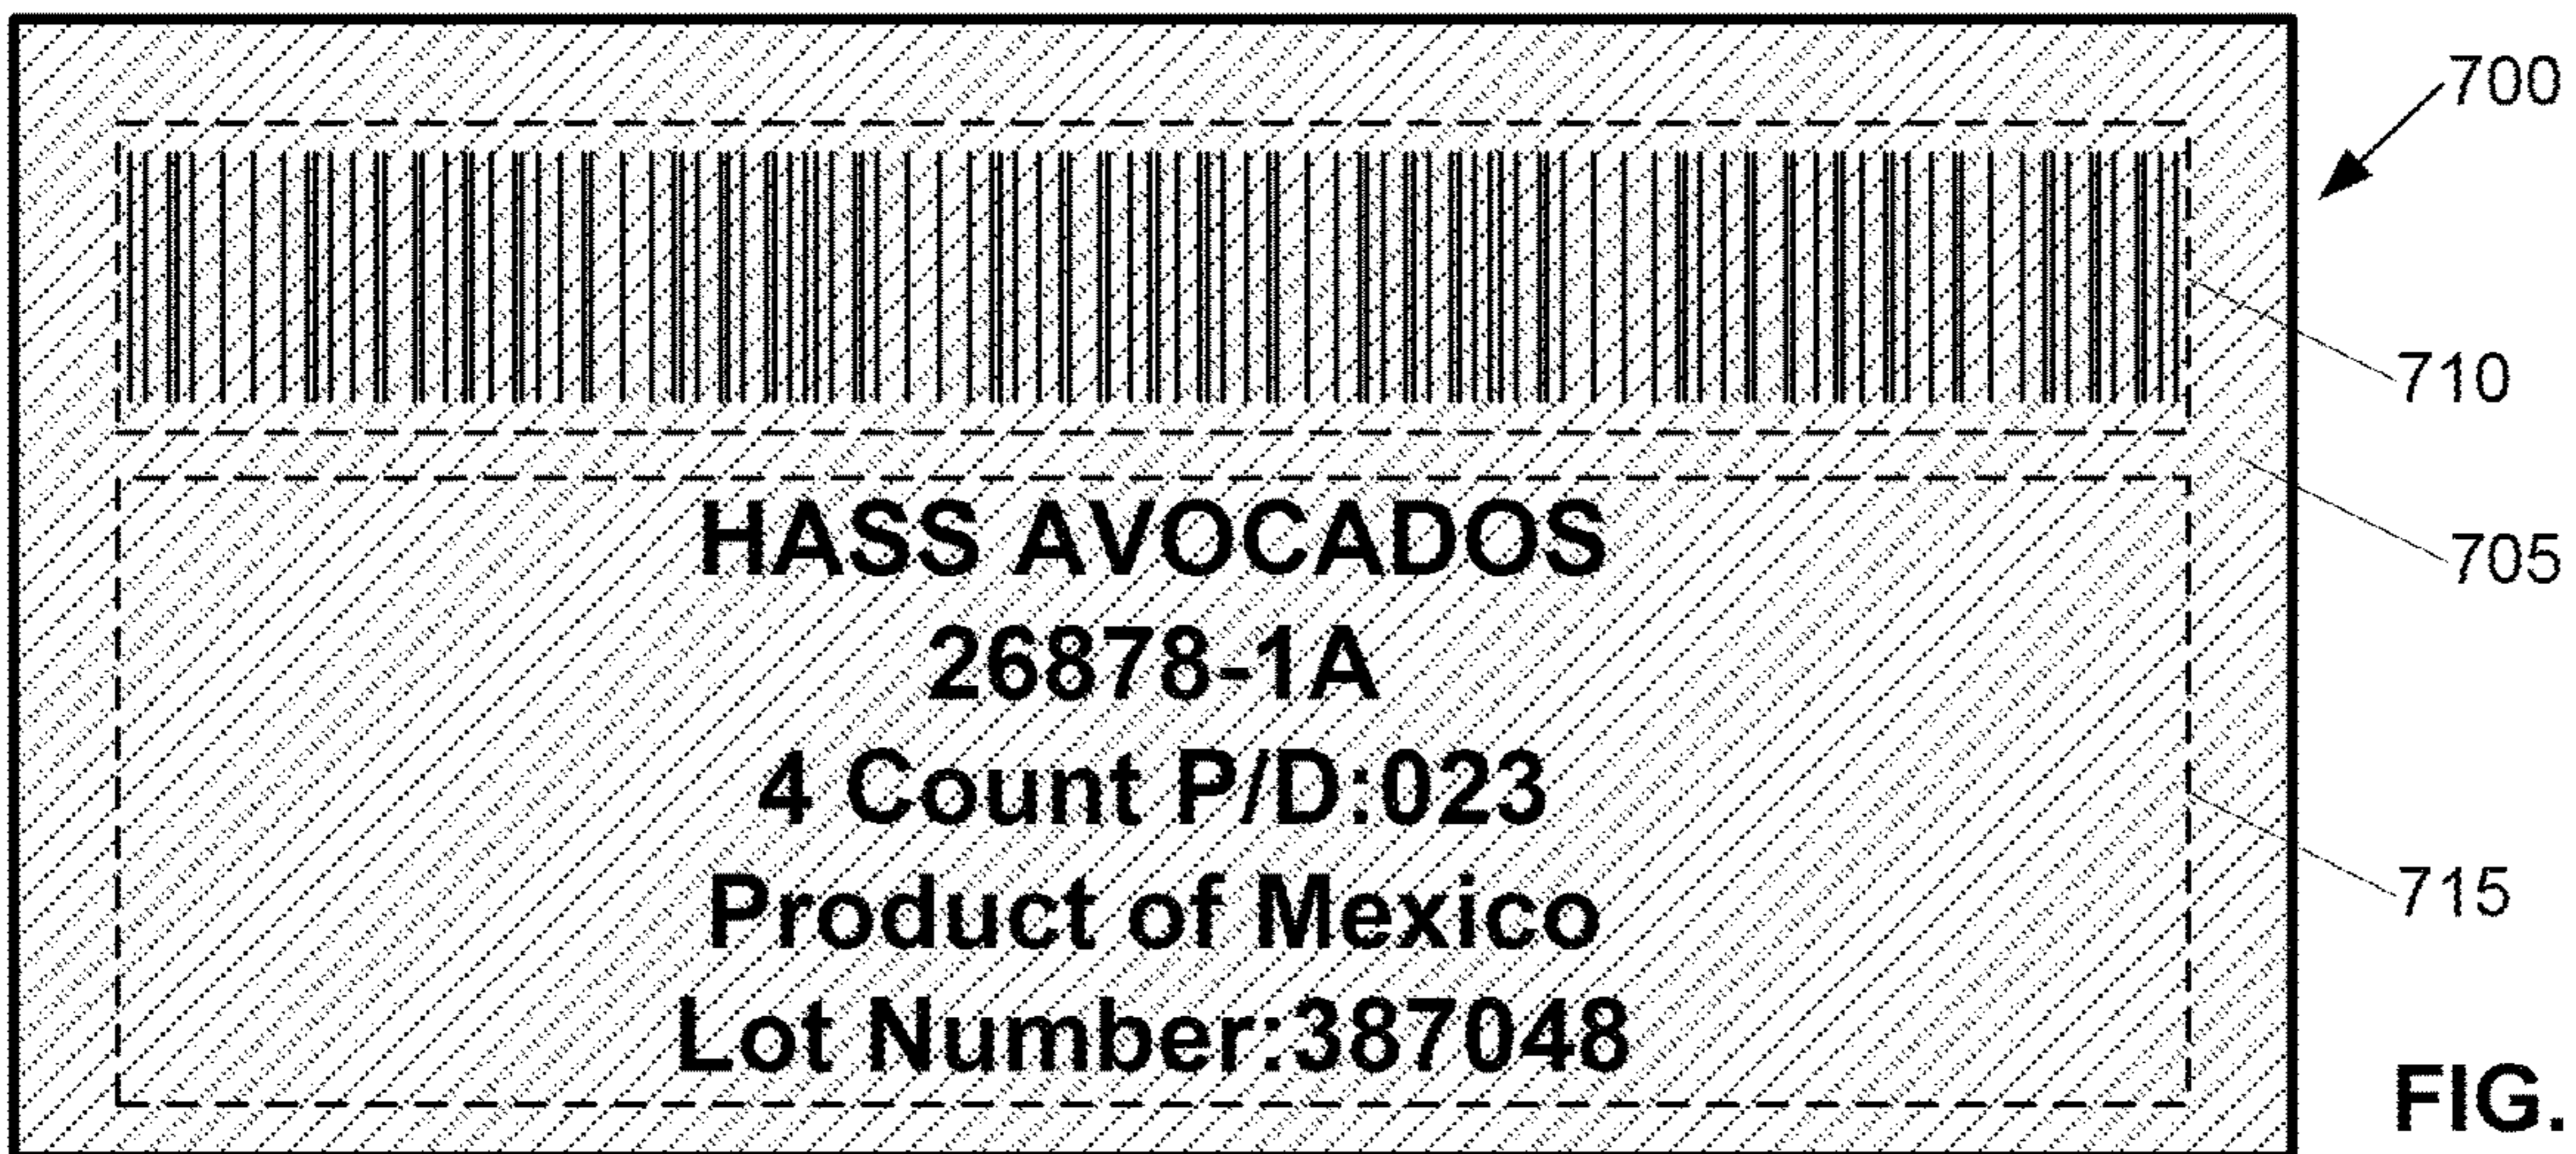 700
710
705
HASS AVOCADOS
26878-1A
4 Count P/D:023
715
Product of Mexico
Lot Number:387048
FIG.